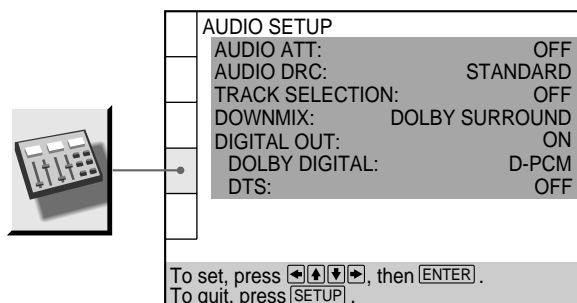 AUDIO SETUP
AUDIO ATT: OFF
AUDIO DRC: STANDARD
TRACK SELECTION: OFF
DOWNMIX: DOLBY SURROUND
DIGITAL OUT: ON
DOLBY DIGITAL: D-PCM
DTS: OFF
To set, press ←↑↓→, then ENTER.
To quit, press SETUP.